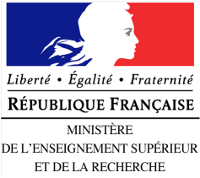 Liberté • Égalité • Fraternité
RÉPUBLIQUE FRANÇAISE
MINISTÈRE
DE L'ENSEIGNEMENT SUPÉRIEUR
ET DE LA RECHERCHE